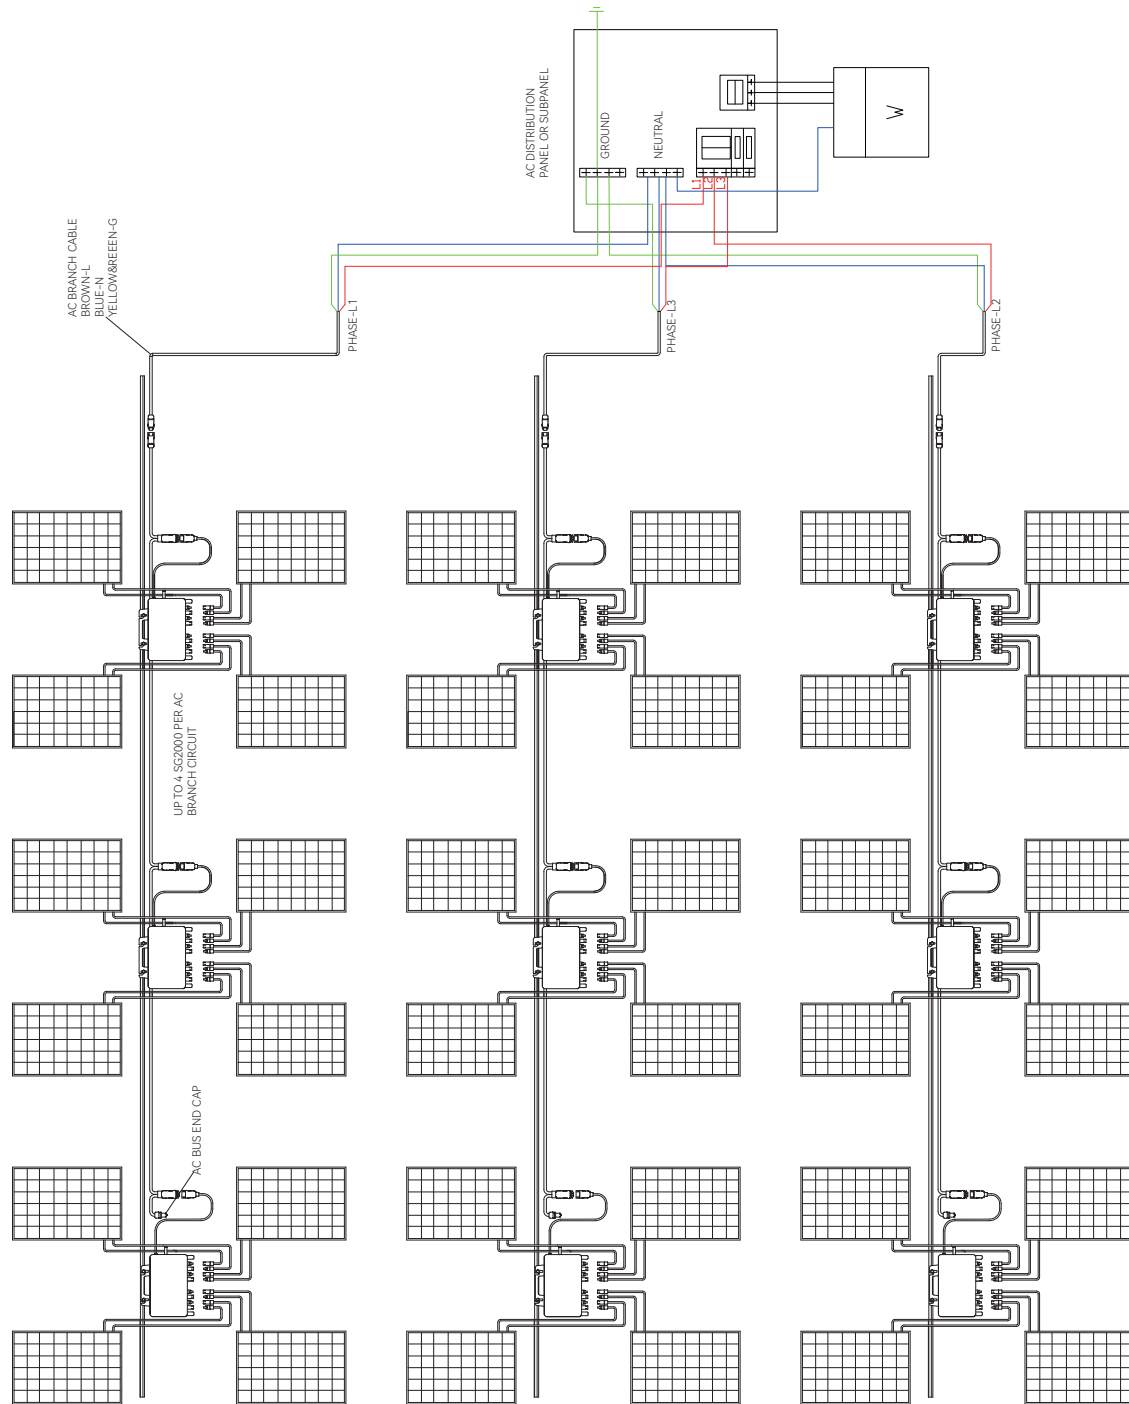 AC DISTRIBUTION
PANEL OR SUBPANEL
GROUND
NEUTRAL
L1
L2
L3
W
AC BRANCH CABLE
BROWN-L
BLUE-N
YELLOW&REEEN-G
PHASE-L1
PHASE-L3
PHASE-L2
UP TO 4 SG2000 PER AC
BRANCH CIRCUIT
AC BUS END CAP